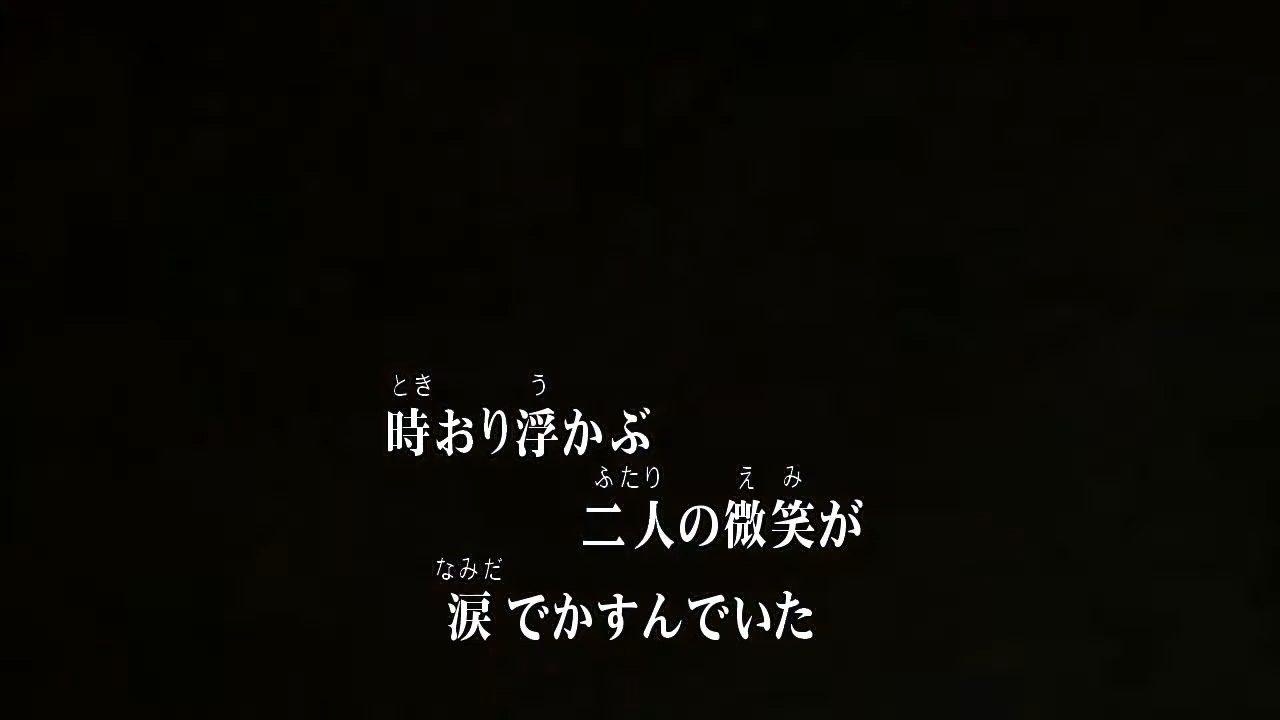 とき う
時おり浮かぶ
ふたり えみ
二人の微笑が
なみだ
涙でかすんでいた